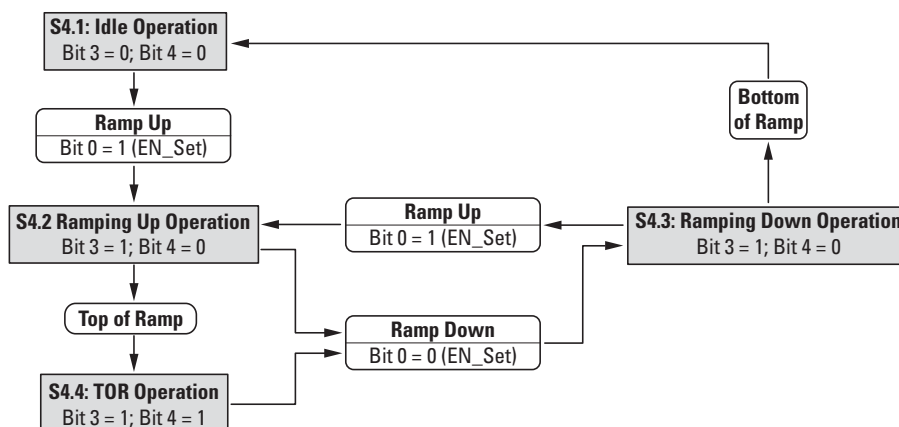 S4.1: Idle Operation
Bit 3 = 0; Bit 4 = 0
Bottom
of Ramp
Ramp Up
Bit 0 = 1 (EN_Set)
S4.2 Ramping Up Operation
Bit 3 = 1; Bit 4 = 0
Ramp Up
Bit 0 = 1 (EN_Set)
S4.3: Ramping Down Operation
Bit 3 = 1; Bit 4 = 0
Top of Ramp
Ramp Down
Bit 0 = 0 (EN_Set)
S4.4: TOR Operation
Bit 3 = 1; Bit 4 = 1